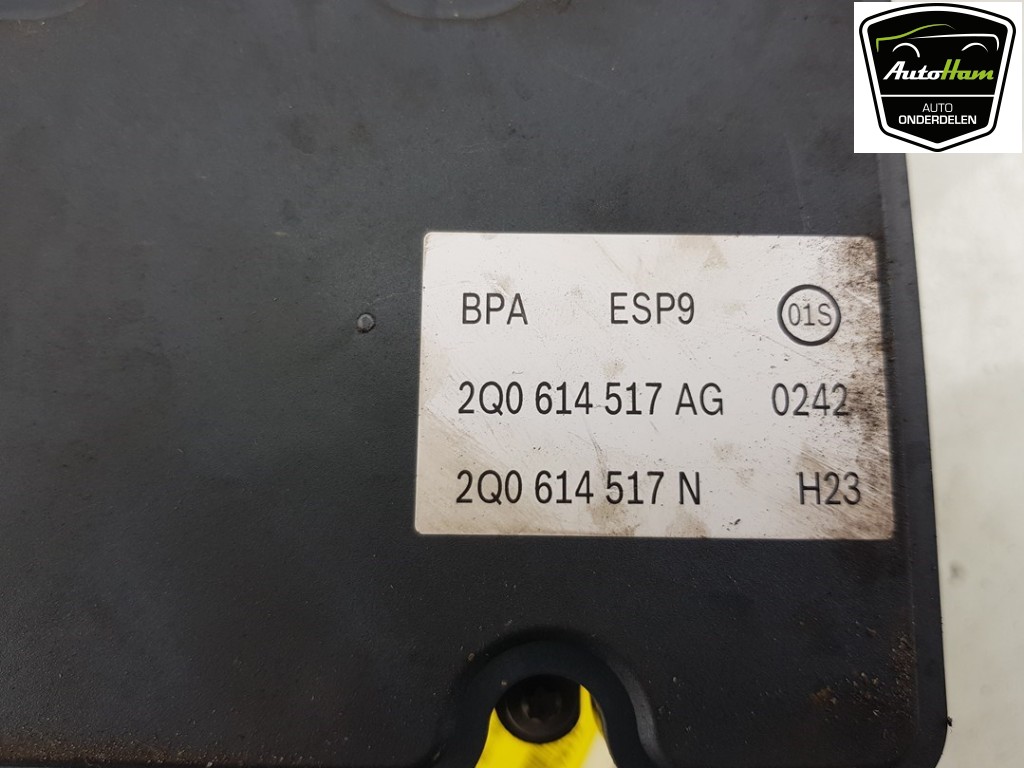 AutoHam
AUTO
ONDERDELEN
BPA ESP9 01S
2Q0 614 517 AG 0242
2Q0 614 517 N H23